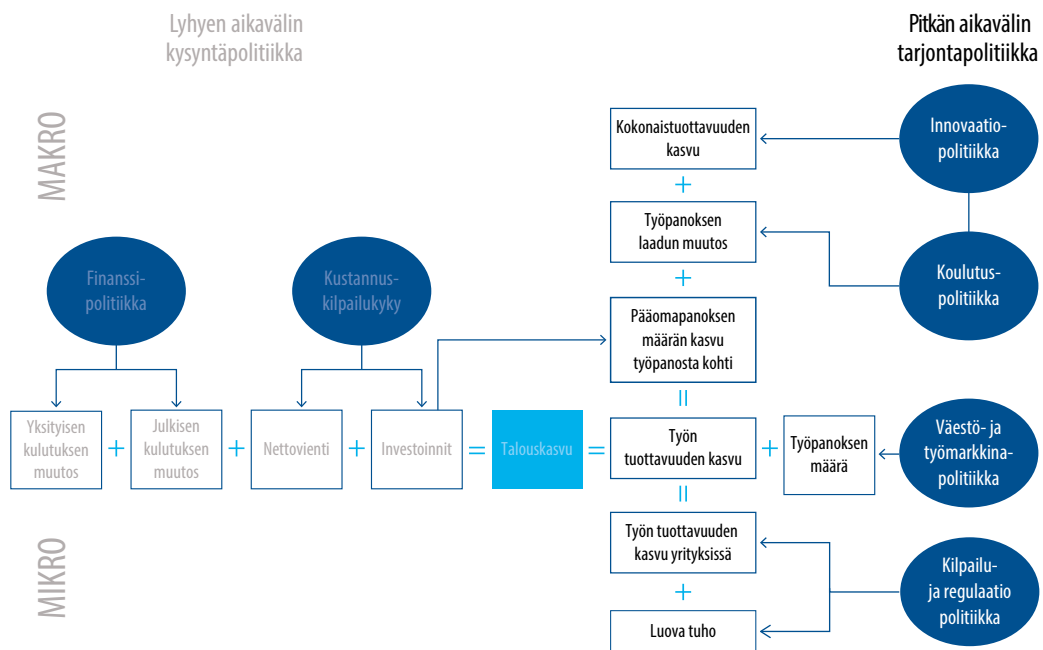 Lyhyen aikavälin
kysyntäpolitiikka
Pitkän aikavälin
tarjontapolitiikka
MAKRO
Kokonaistuottavuuden
kasvu
Innovaatio-
politiikka
+
Työpanoksen
laadun muutos
+
Koulutus-
politiikka
Finanssi-
politiikka
Kustannus-
kilpailukyky
Pääomapanoksen
määrän kasvu
työpanosta kohti
=
Yksityisen
kulutuksen
muutos
+
Julkisen
kulutuksen
muutos
+
Nettovienti
+
Investoinnit
=
Talouskasvu
=
Työn
tuottavuuden kasvu
+
Työpanoksen
määrä
Väestö- ja
työmarkkina-
politiikka
=
MIKRO
Työn tuottavuuden
kasvu yrityksissä
+
Luova tuho
Kilpailu-
ja regulaatio
politiikka